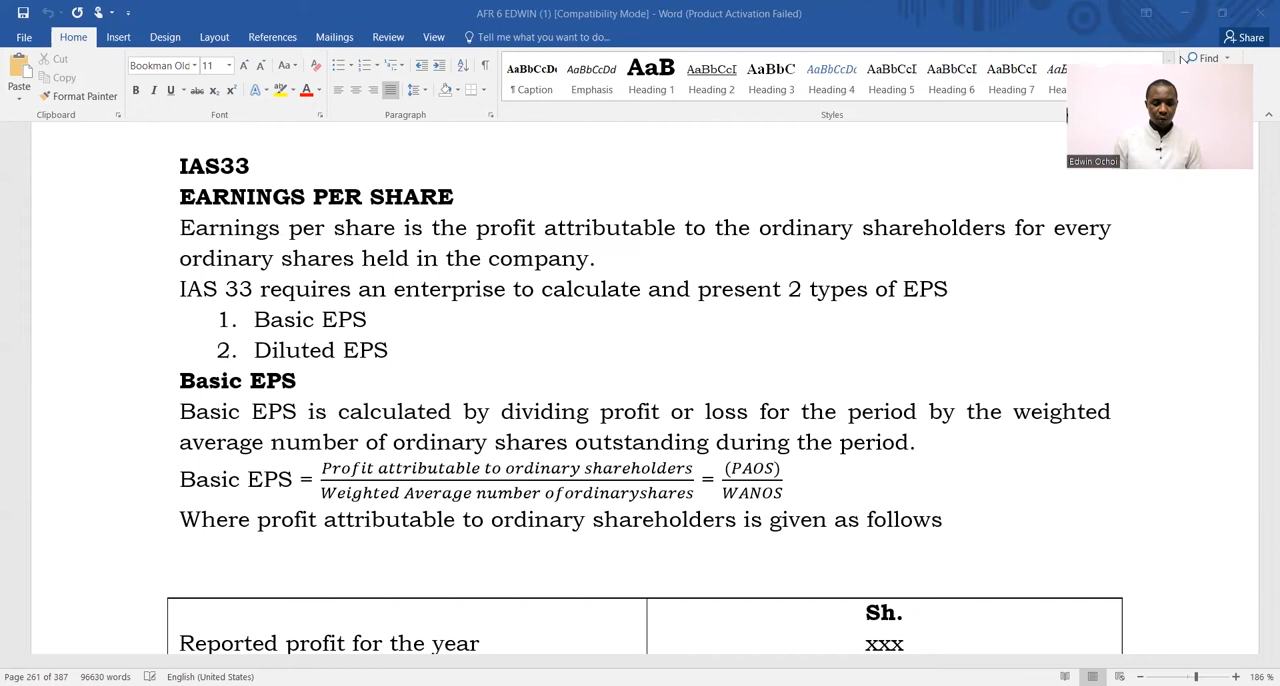 AFR 6 EDWIN (1) [Compatibility Mode] - Word (Product Activation Failed)
File Home Insert Design Layout References Mailings Review View Tell me what you want to do... Share
Paste
Cut
Copy
Format Painter
Clipboard
Bookman Old 11
Font
Paragraph
AaBbCcDc AaBbCcDd AaB AaBbCcI AaBbC AaBbCcDc AaBbCcI AaBbCcI AaBbCcI
¶ Caption Emphasis Heading 1 Heading 2 Heading 3 Heading 4 Heading 5 Heading 6 Heading 7
Styles
Find
Edwin Ochoi
IAS33
EARNINGS PER SHARE
Earnings per share is the profit attributable to the ordinary shareholders for every
ordinary shares held in the company.
IAS 33 requires an enterprise to calculate and present 2 types of EPS
1. Basic EPS
2. Diluted EPS
Basic EPS
Basic EPS is calculated by dividing profit or loss for the period by the weighted
average number of ordinary shares outstanding during the period.
Basic EPS = Profit attributable to ordinary shareholders / Weighted Average number of ordinaryshares = (PAOS) / WANOS
Where profit attributable to ordinary shareholders is given as follows
Sh.
Reported profit for the year xxx
Page 261 of 387 96630 words English (United States) 186 %